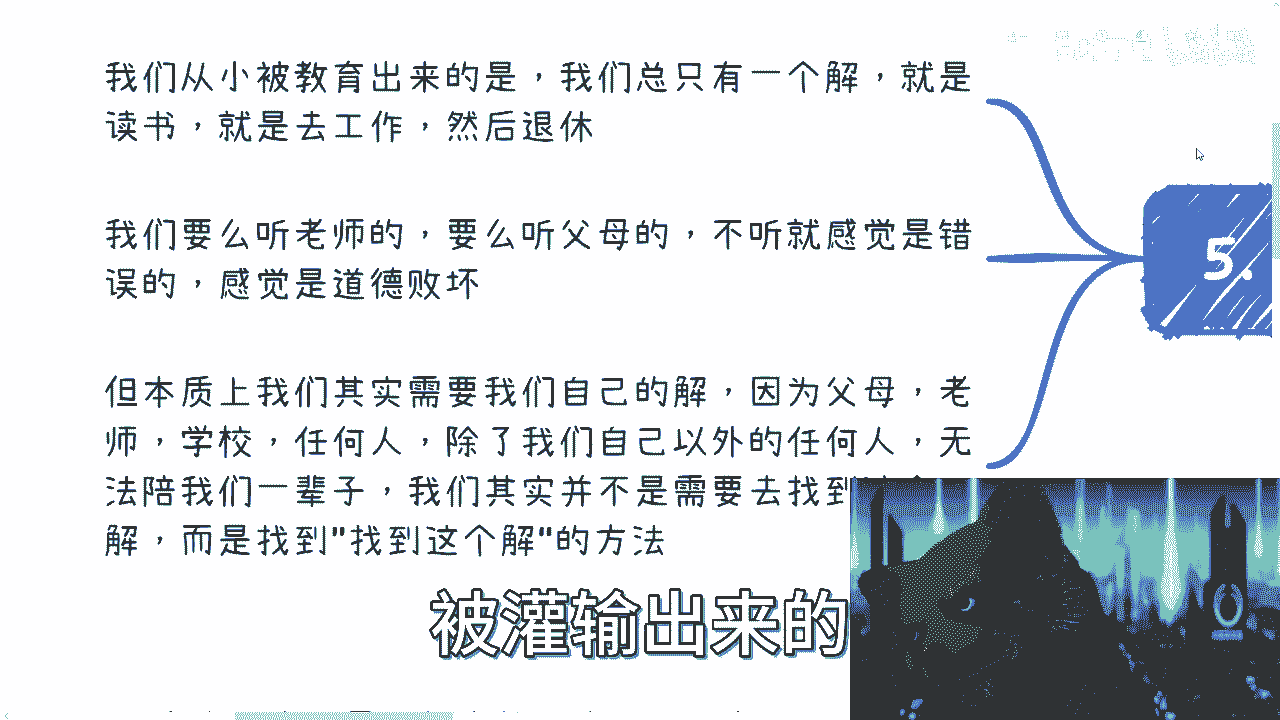 我们从小被教育出来的是，我们总只有一个解，就是
读书，就是去工作，然后退休
我们要么听老师的，要么听父母的，不听就感觉是错
误的，感觉是道德败坏
5.
但本质上我们其实需要我们自己的解，因为父母，老
师，学校，任何人，除了我们自己以外的任何人，无
法陪我们一辈子，我们其实并不是需要去找到
解，而是找到"找到这个解"的方法
被灌输出来的